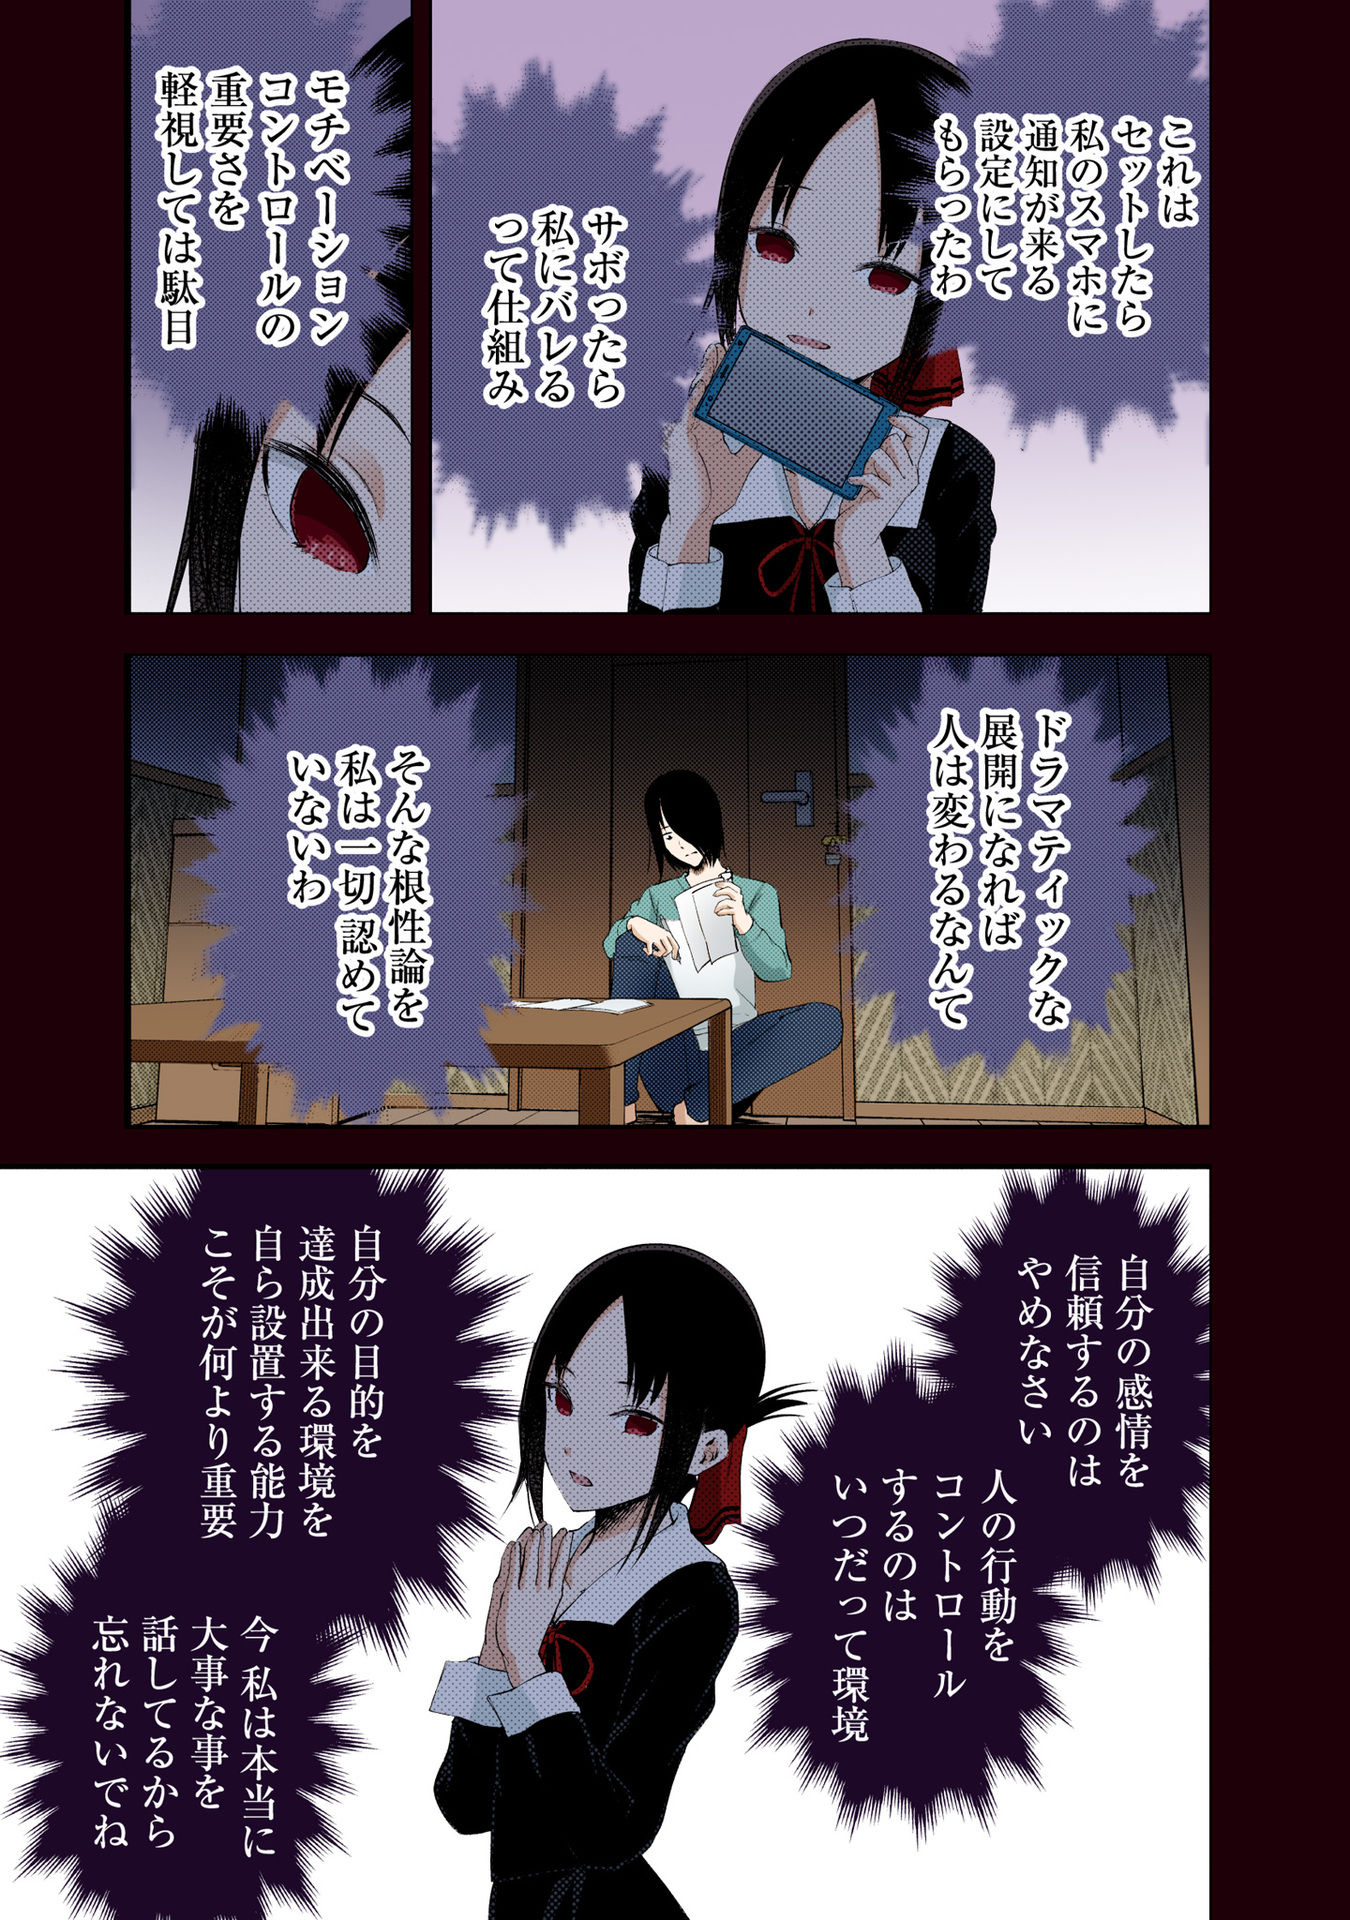 これは
セットしたら
私のスマホに
通知が来る
設定にして
もらったわ
サボったら
私にバレる
って仕組み
モチベーション
コントロールの
重要さを
軽視しては駄目
ドラマティックな
展開になれば
人は変わるなんて
そんな根性論を
私は一切認めて
いないわ
自分の感情を
信頼するのは
やめなさい
人の行動を
コントロール
するのは
いつだって環境
自分の目的を
達成出来る環境を
自ら設置する能力
こそが何より重要
今私は本当に
大事な事を
話してるから
忘れないでね